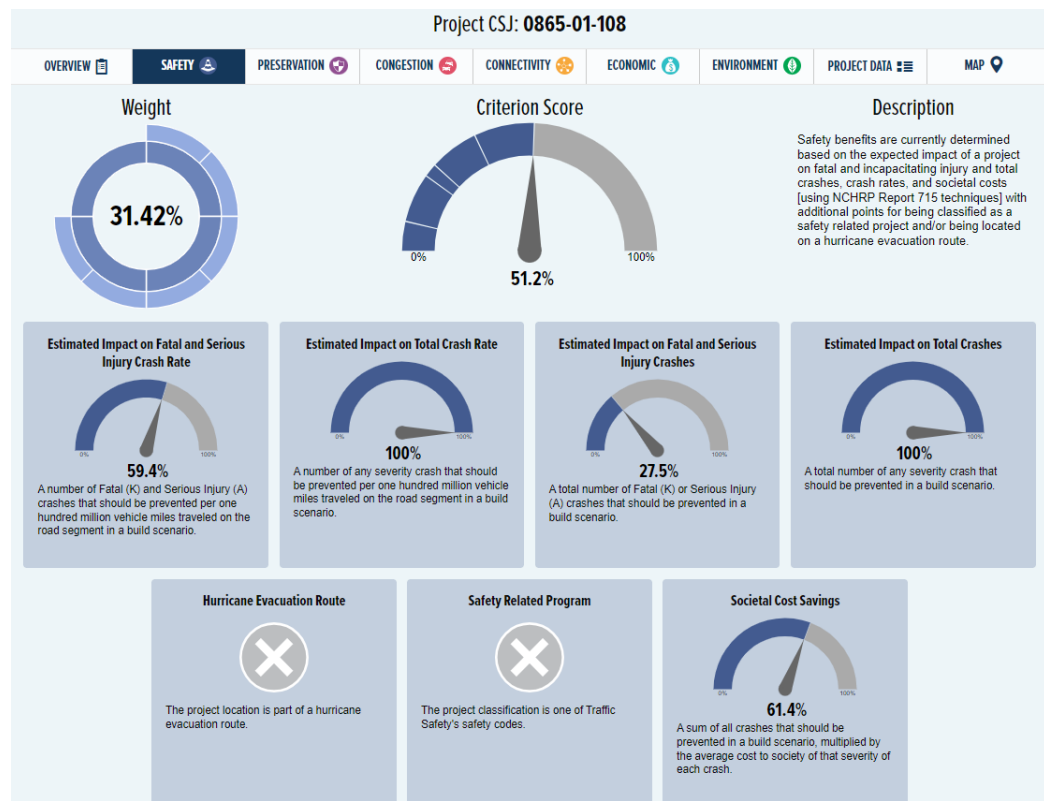 Project CSJ: 0865-01-108
OVERVIEW
SAFETY
PRESERVATION
CONGESTION
CONNECTIVITY
ECONOMIC
ENVIRONMENT
PROJECT DATA
MAP
Weight
31.42%
Criterion Score
0%
100%
51.2%
Description
Safety benefits are currently determined
based on the expected impact of a project
on fatal and incapacitating injury and total
crashes, crash rates, and societal costs
[using NCHRP Report 715 techniques] with
additional points for being classified as a
safety related project and/or being located
on a hurricane evacuation route.
Estimated Impact on Fatal and Serious
Injury Crash Rate
0%
100%
59.4%
A number of Fatal (K) and Serious Injury (A)
crashes that should be prevented per one
hundred million vehicle miles traveled on the
road segment in a build scenario.
Estimated Impact on Total Crash Rate
0%
100%
100%
A number of any severity crash that should
be prevented per one hundred million vehicle
miles traveled on the road segment in a build
scenario.
Estimated Impact on Fatal and Serious
Injury Crashes
0%
100%
27.5%
A total number of Fatal (K) or Serious Injury
(A) crashes that should be prevented in a
build scenario.
Estimated Impact on Total Crashes
0%
100%
100%
A total number of any severity crash that
should be prevented in a build scenario.
Hurricane Evacuation Route
The project location is part of a hurricane
evacuation route.
Safety Related Program
The project classification is one of Traffic
Safety's safety codes.
Societal Cost Savings
0%
100%
61.4%
A sum of all crashes that should be
prevented in a build scenario, multiplied by
the average cost to society of that severity of
each crash.